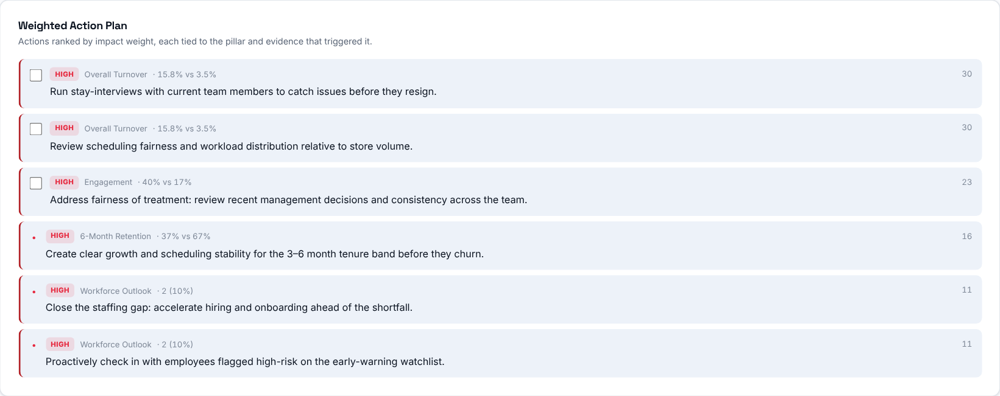 Weighted Action Plan
Actions ranked by impact weight, each tied to the pillar and evidence that triggered it.
HIGH Overall Turnover · 15.8% vs 3.5% 30
Run stay-interviews with current team members to catch issues before they resign.
HIGH Overall Turnover · 15.8% vs 3.5% 30
Review scheduling fairness and workload distribution relative to store volume.
HIGH Engagement · 40% vs 17% 23
Address fairness of treatment: review recent management decisions and consistency across the team.
HIGH 6-Month Retention · 37% vs 67% 16
Create clear growth and scheduling stability for the 3–6 month tenure band before they churn.
HIGH Workforce Outlook · 2 (10%) 11
Close the staffing gap: accelerate hiring and onboarding ahead of the shortfall.
HIGH Workforce Outlook · 2 (10%) 11
Proactively check in with employees flagged high-risk on the early-warning watchlist.